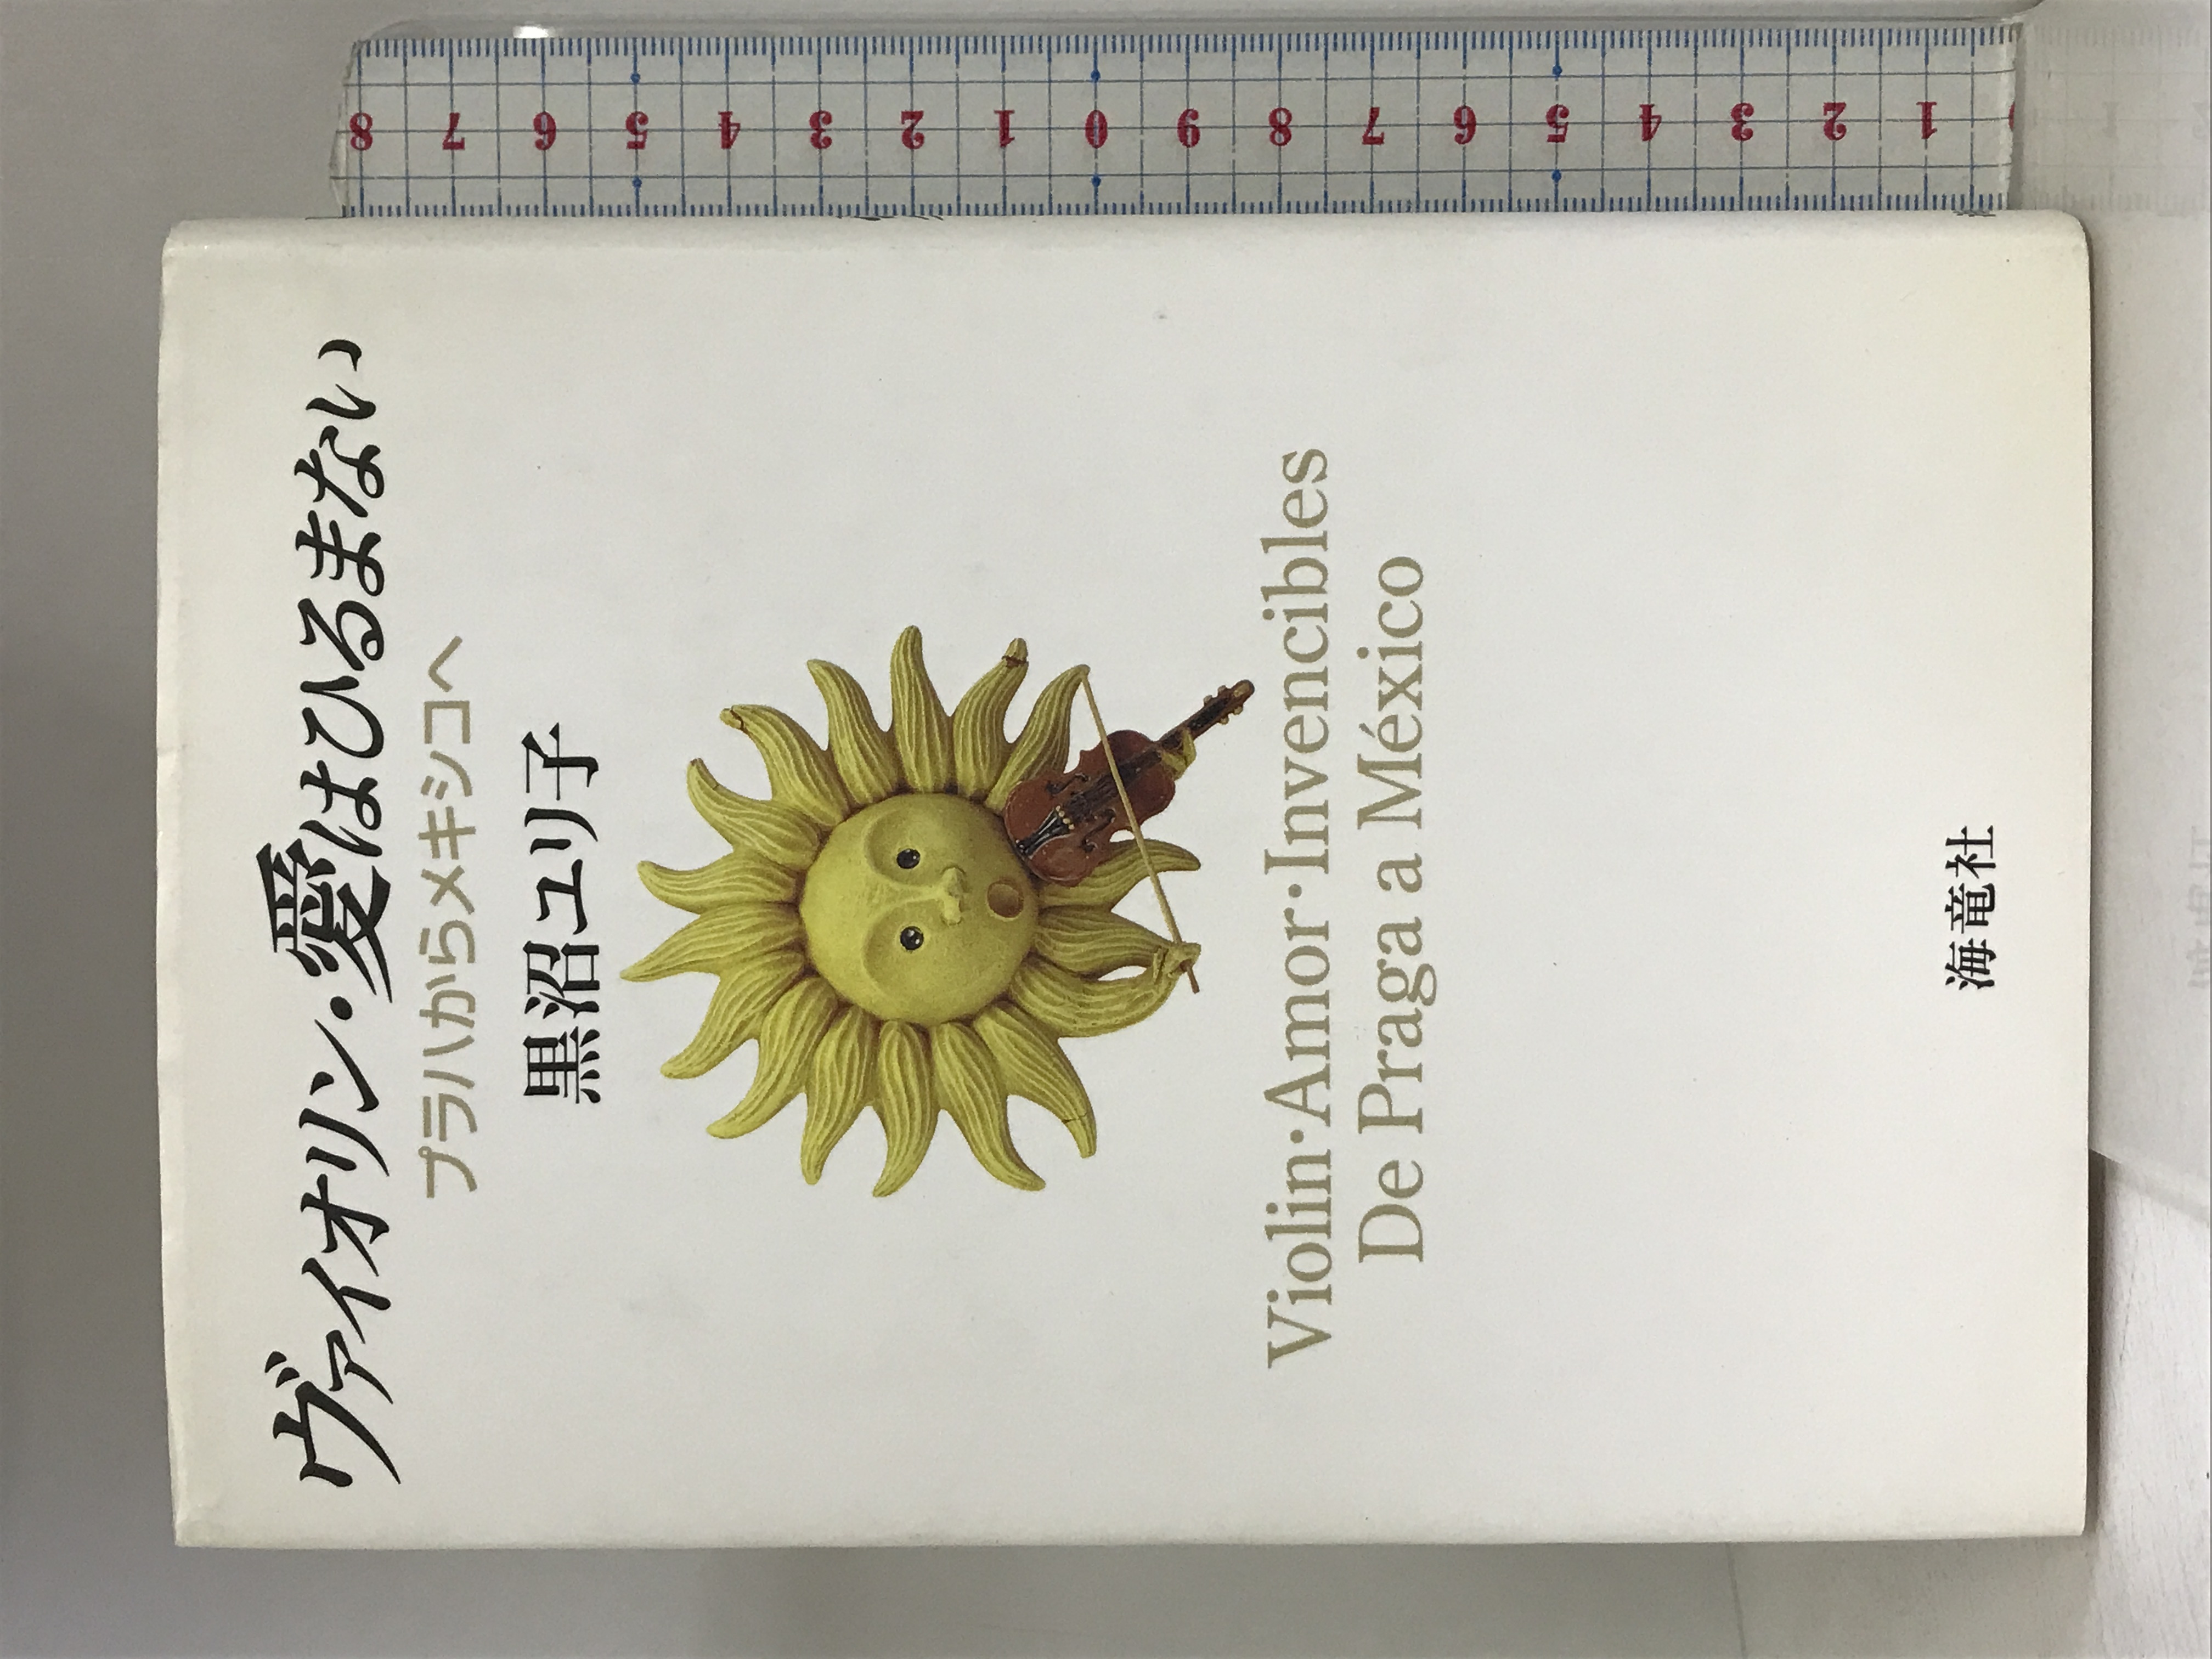 ヴァイオリン・愛はひるまない
プラハからメキシコへ
黒沼ユリ子
Violin·Amor·Invencibles
De Praga a México
海竜社
8 7 6 5 4 3 2 1 0 9 8 7 6 5 4 3 2 1